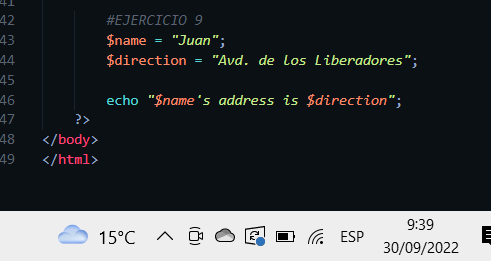 41
42 #EJERCICIO 9
43 $name = "Juan";
44 $direction = "Avd. de los Liberadores";
45
46 echo "$name's address is $direction";
47 ?>
48 </body>
49 </html>
15°C ESP 9:39
30/09/2022